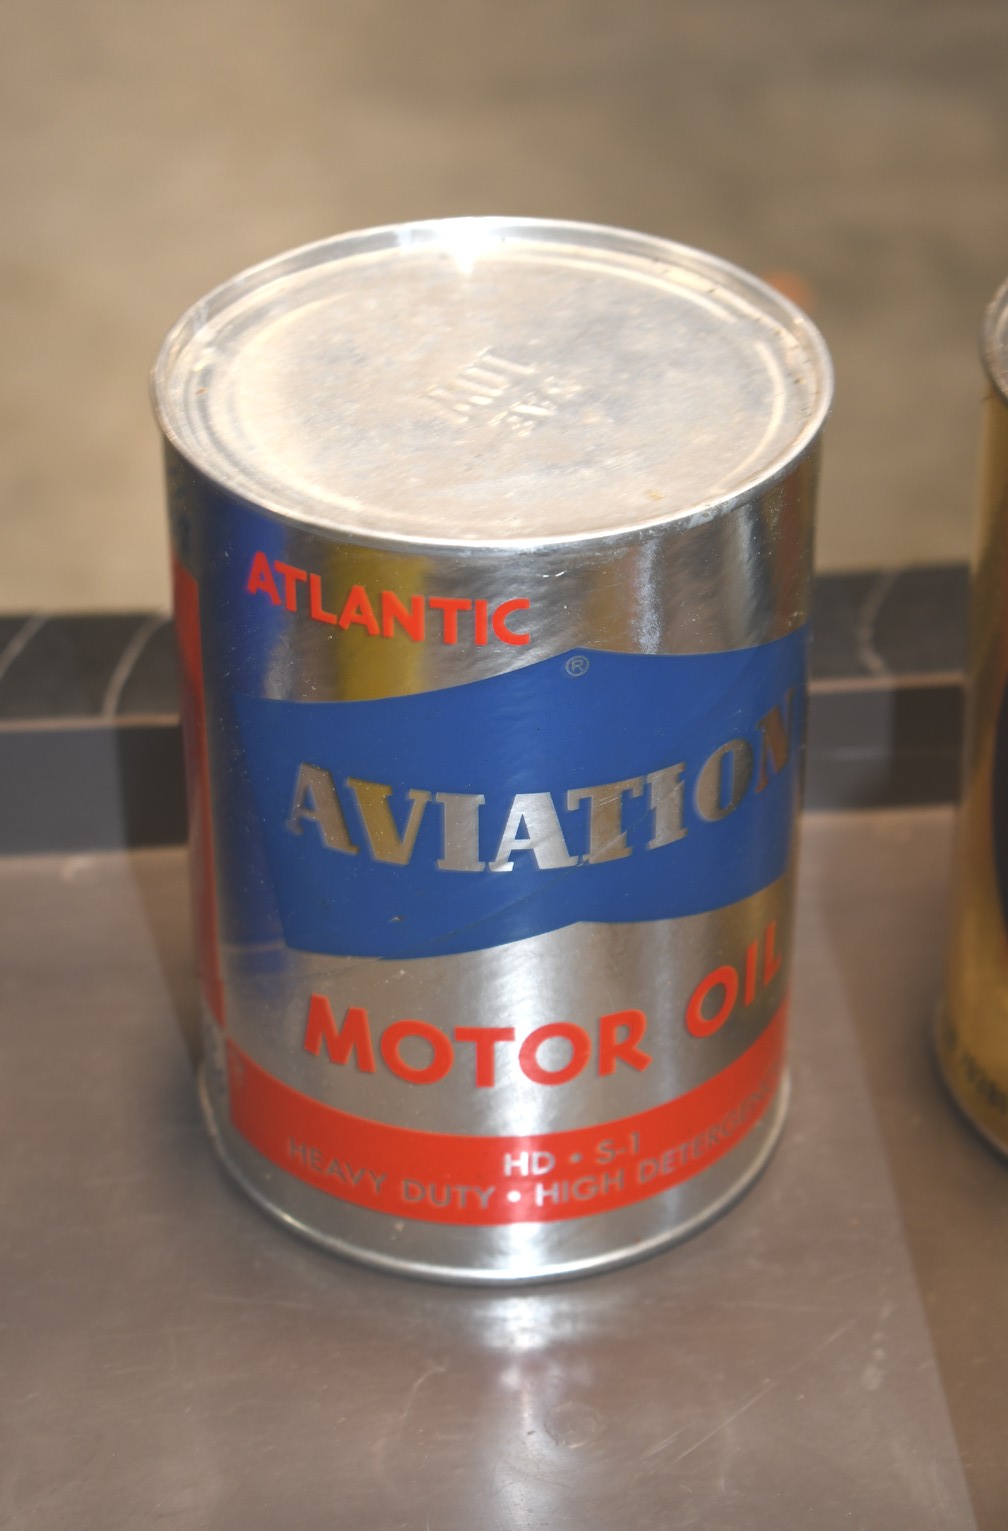 ATLANTIC
®
AVIATION
MOTOR OIL
HD • S-1
HEAVY DUTY • HIGH DETERGENCY